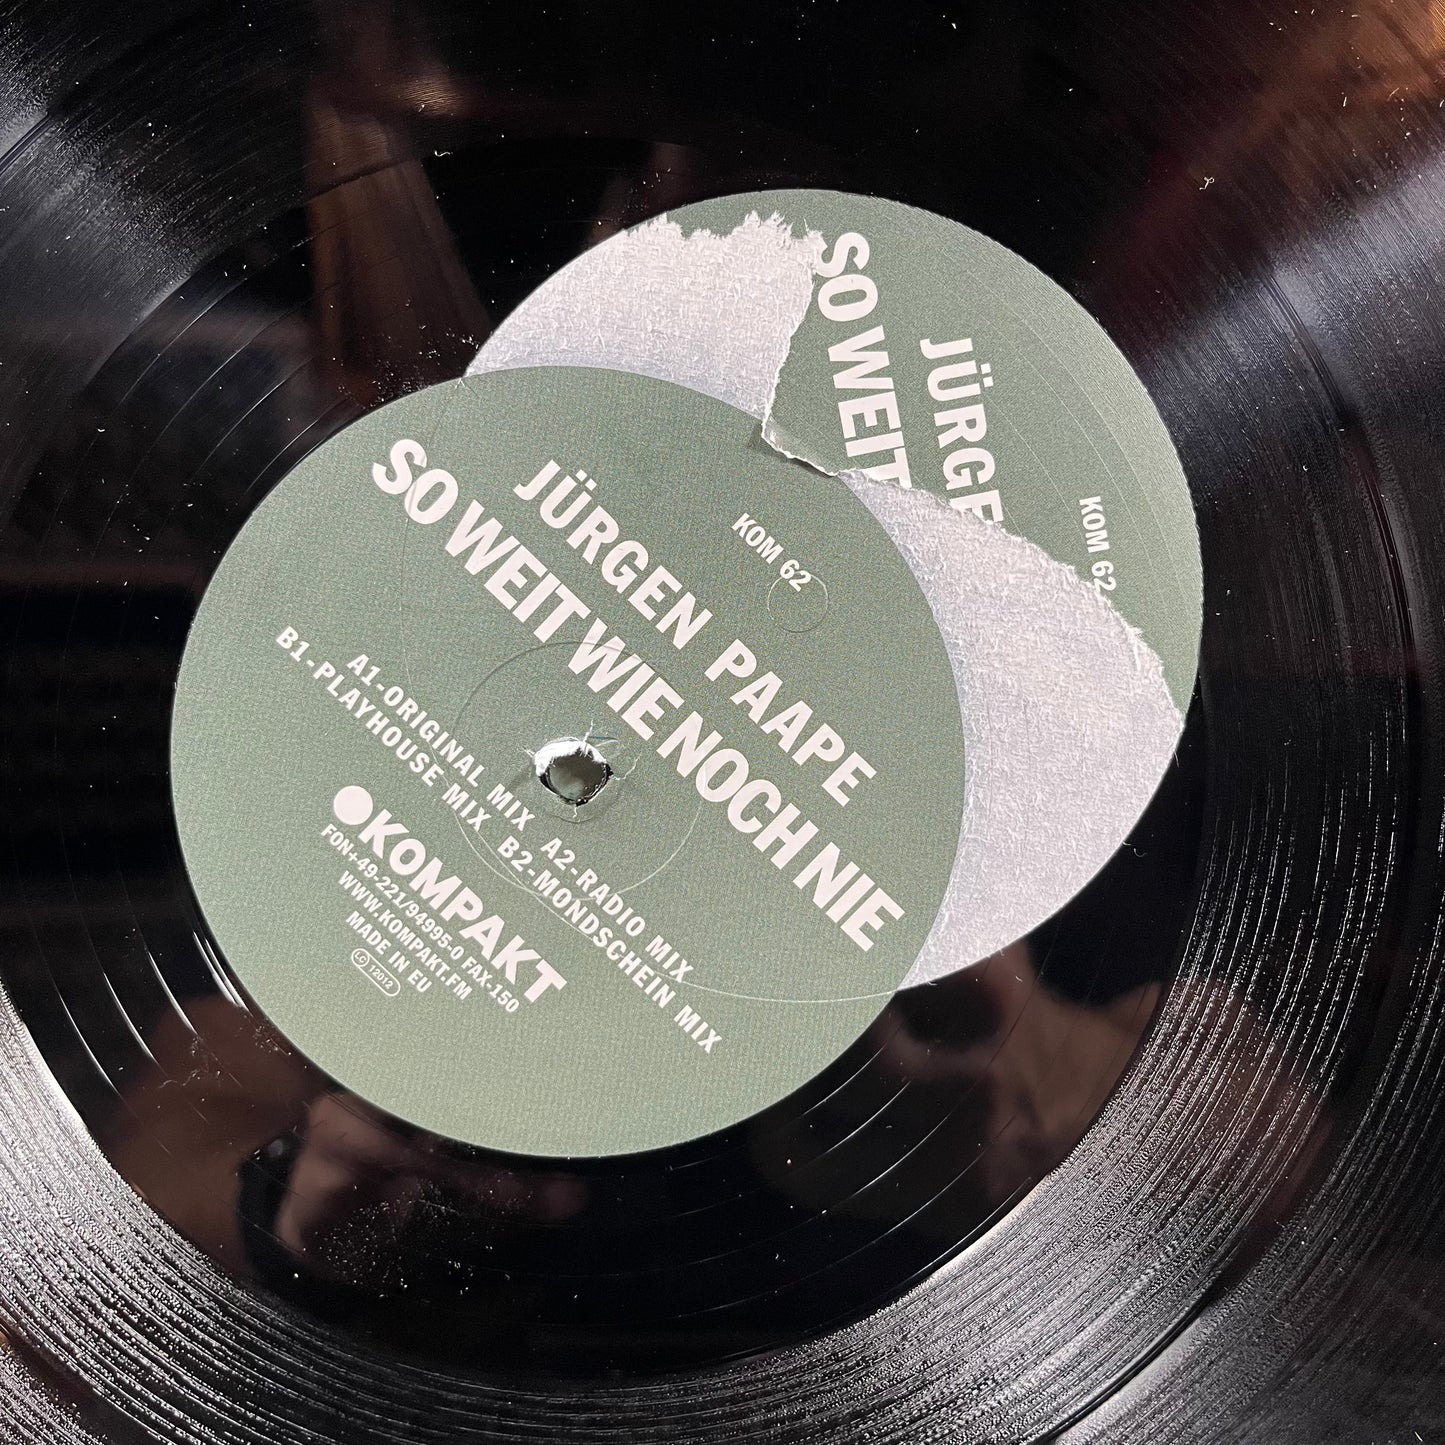 KOM 62
JÜRGEN PAAPE
SO WEIT WIE NOCH NIE
A1-ORIGINAL MIX A2-RADIO MIX
B1-PLAYHOUSE MIX B2-MONDSCHEIN MIX
KOMPAKT
FON+49-221/94995-0 FAX-150
WWW.KOMPAKT.FM
MADE IN EU
LC 12012
KOM 62
JÜRGE
SO WEIT